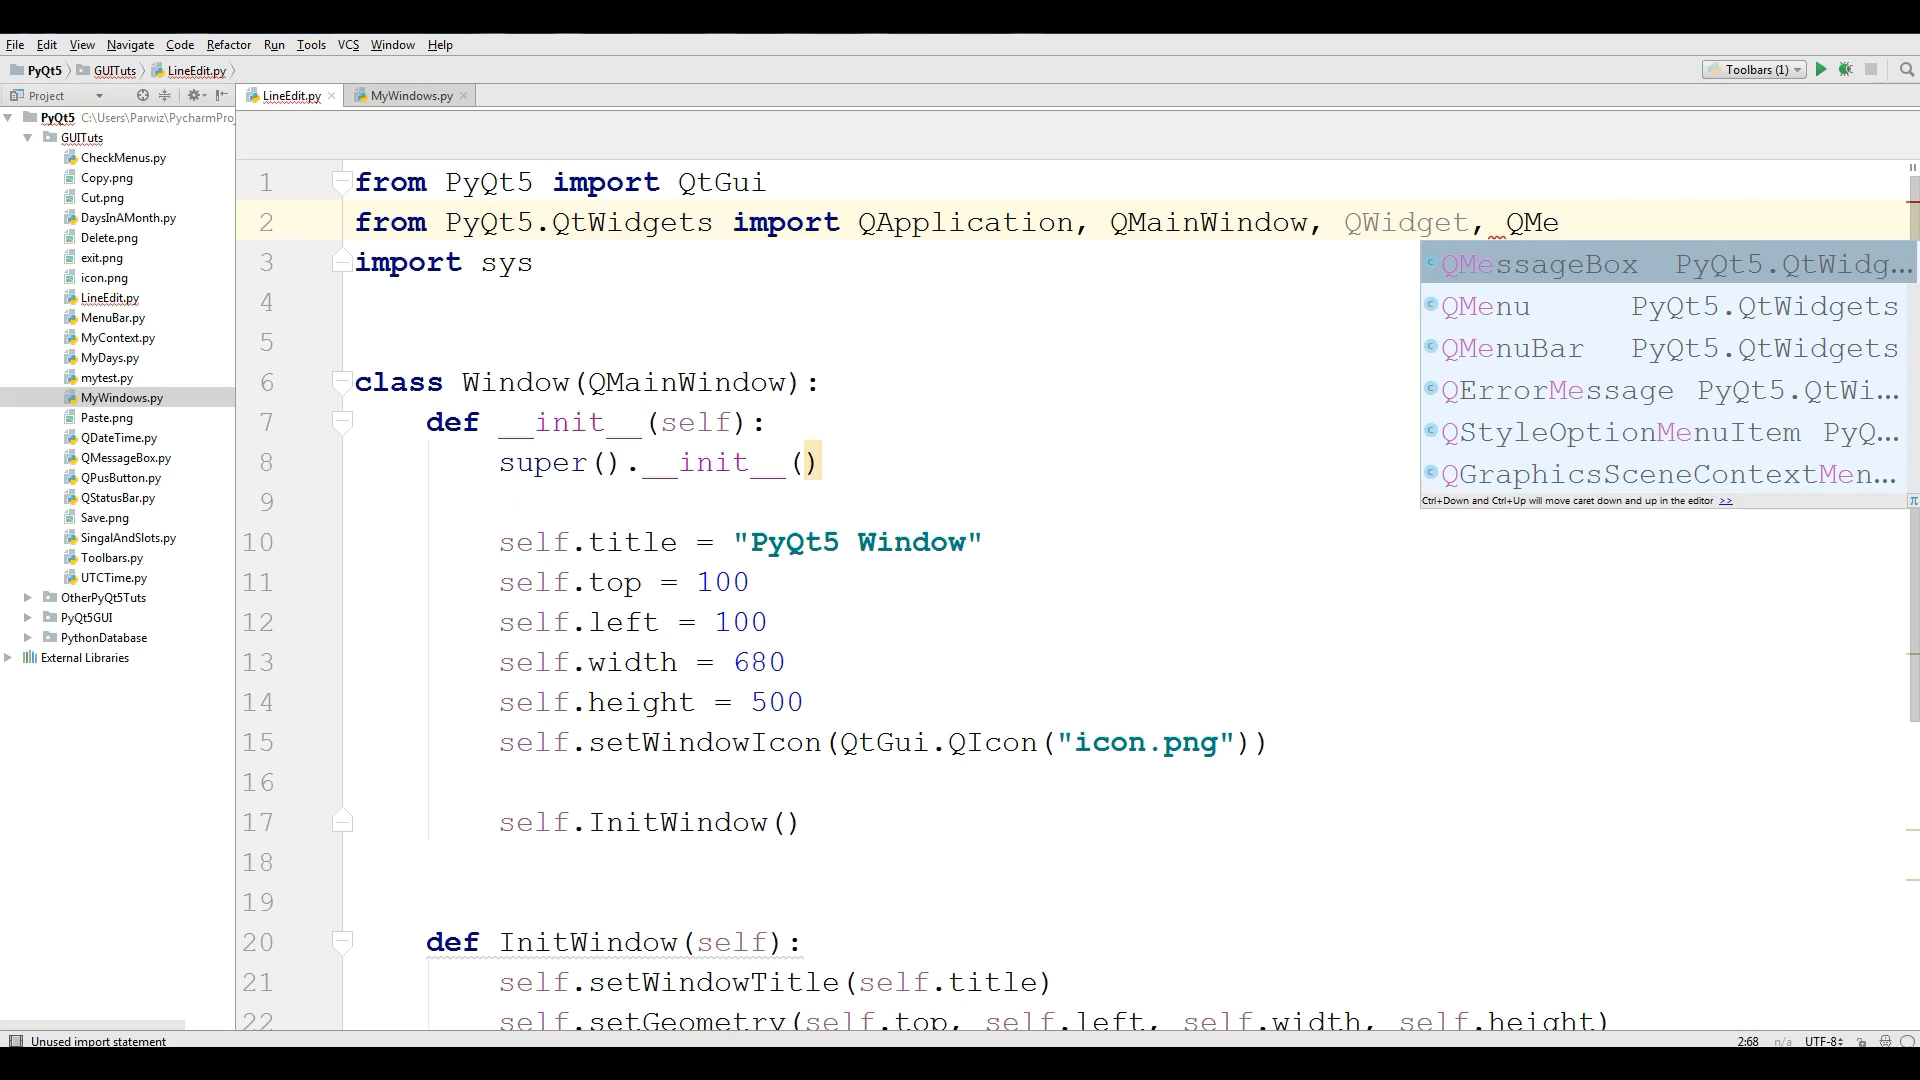 File Edit View Navigate Code Refactor Run Tools VCS Window Help
PyQt5 GUITuts LineEdit.py Toolbars (1)
Project LineEdit.py MyWindows.py
PyQt5 C:\Users\Parwiz\PycharmPro
GUITuts
CheckMenus.py
Copy.png
Cut.png
DaysInAMonth.py
Delete.png
exit.png
icon.png
LineEdit.py
MenuBar.py
MyContext.py
MyDays.py
mytest.py
MyWindows.py
Paste.png
QDateTime.py
QMessageBox.py
QPusButton.py
QStatusBar.py
Save.png
SingalAndSlots.py
Toolbars.py
UTCTime.py
OtherPyQt5Tuts
PyQt5GUI
PythonDatabase
External Libraries
1 from PyQt5 import QtGui
2 from PyQt5.QtWidgets import QApplication, QMainWindow, QWidget, QMe
3 import sys
4
5
6 class Window(QMainWindow):
7 def __init__(self):
8 super().__init__()
9
10 self.title = "PyQt5 Window"
11 self.top = 100
12 self.left = 100
13 self.width = 680
14 self.height = 500
15 self.setWindowIcon(QtGui.QIcon("icon.png"))
16
17 self.InitWindow()
18
19
20 def InitWindow(self):
21 self.setWindowTitle(self.title)
22 self.setGeometry(self.top, self.left, self.width, self.height)
QMessageBox PyQt5.QtWidg...
QMenu PyQt5.QtWidgets
QMenuBar PyQt5.QtWidgets
QErrorMessage PyQt5.QtWi...
QStyleOptionMenuItem PyQ...
QGraphicsSceneContextMen...
Ctrl+Down and Ctrl+Up will move caret down and up in the editor >> π
Unused import statement 2:68 n/a UTF-8